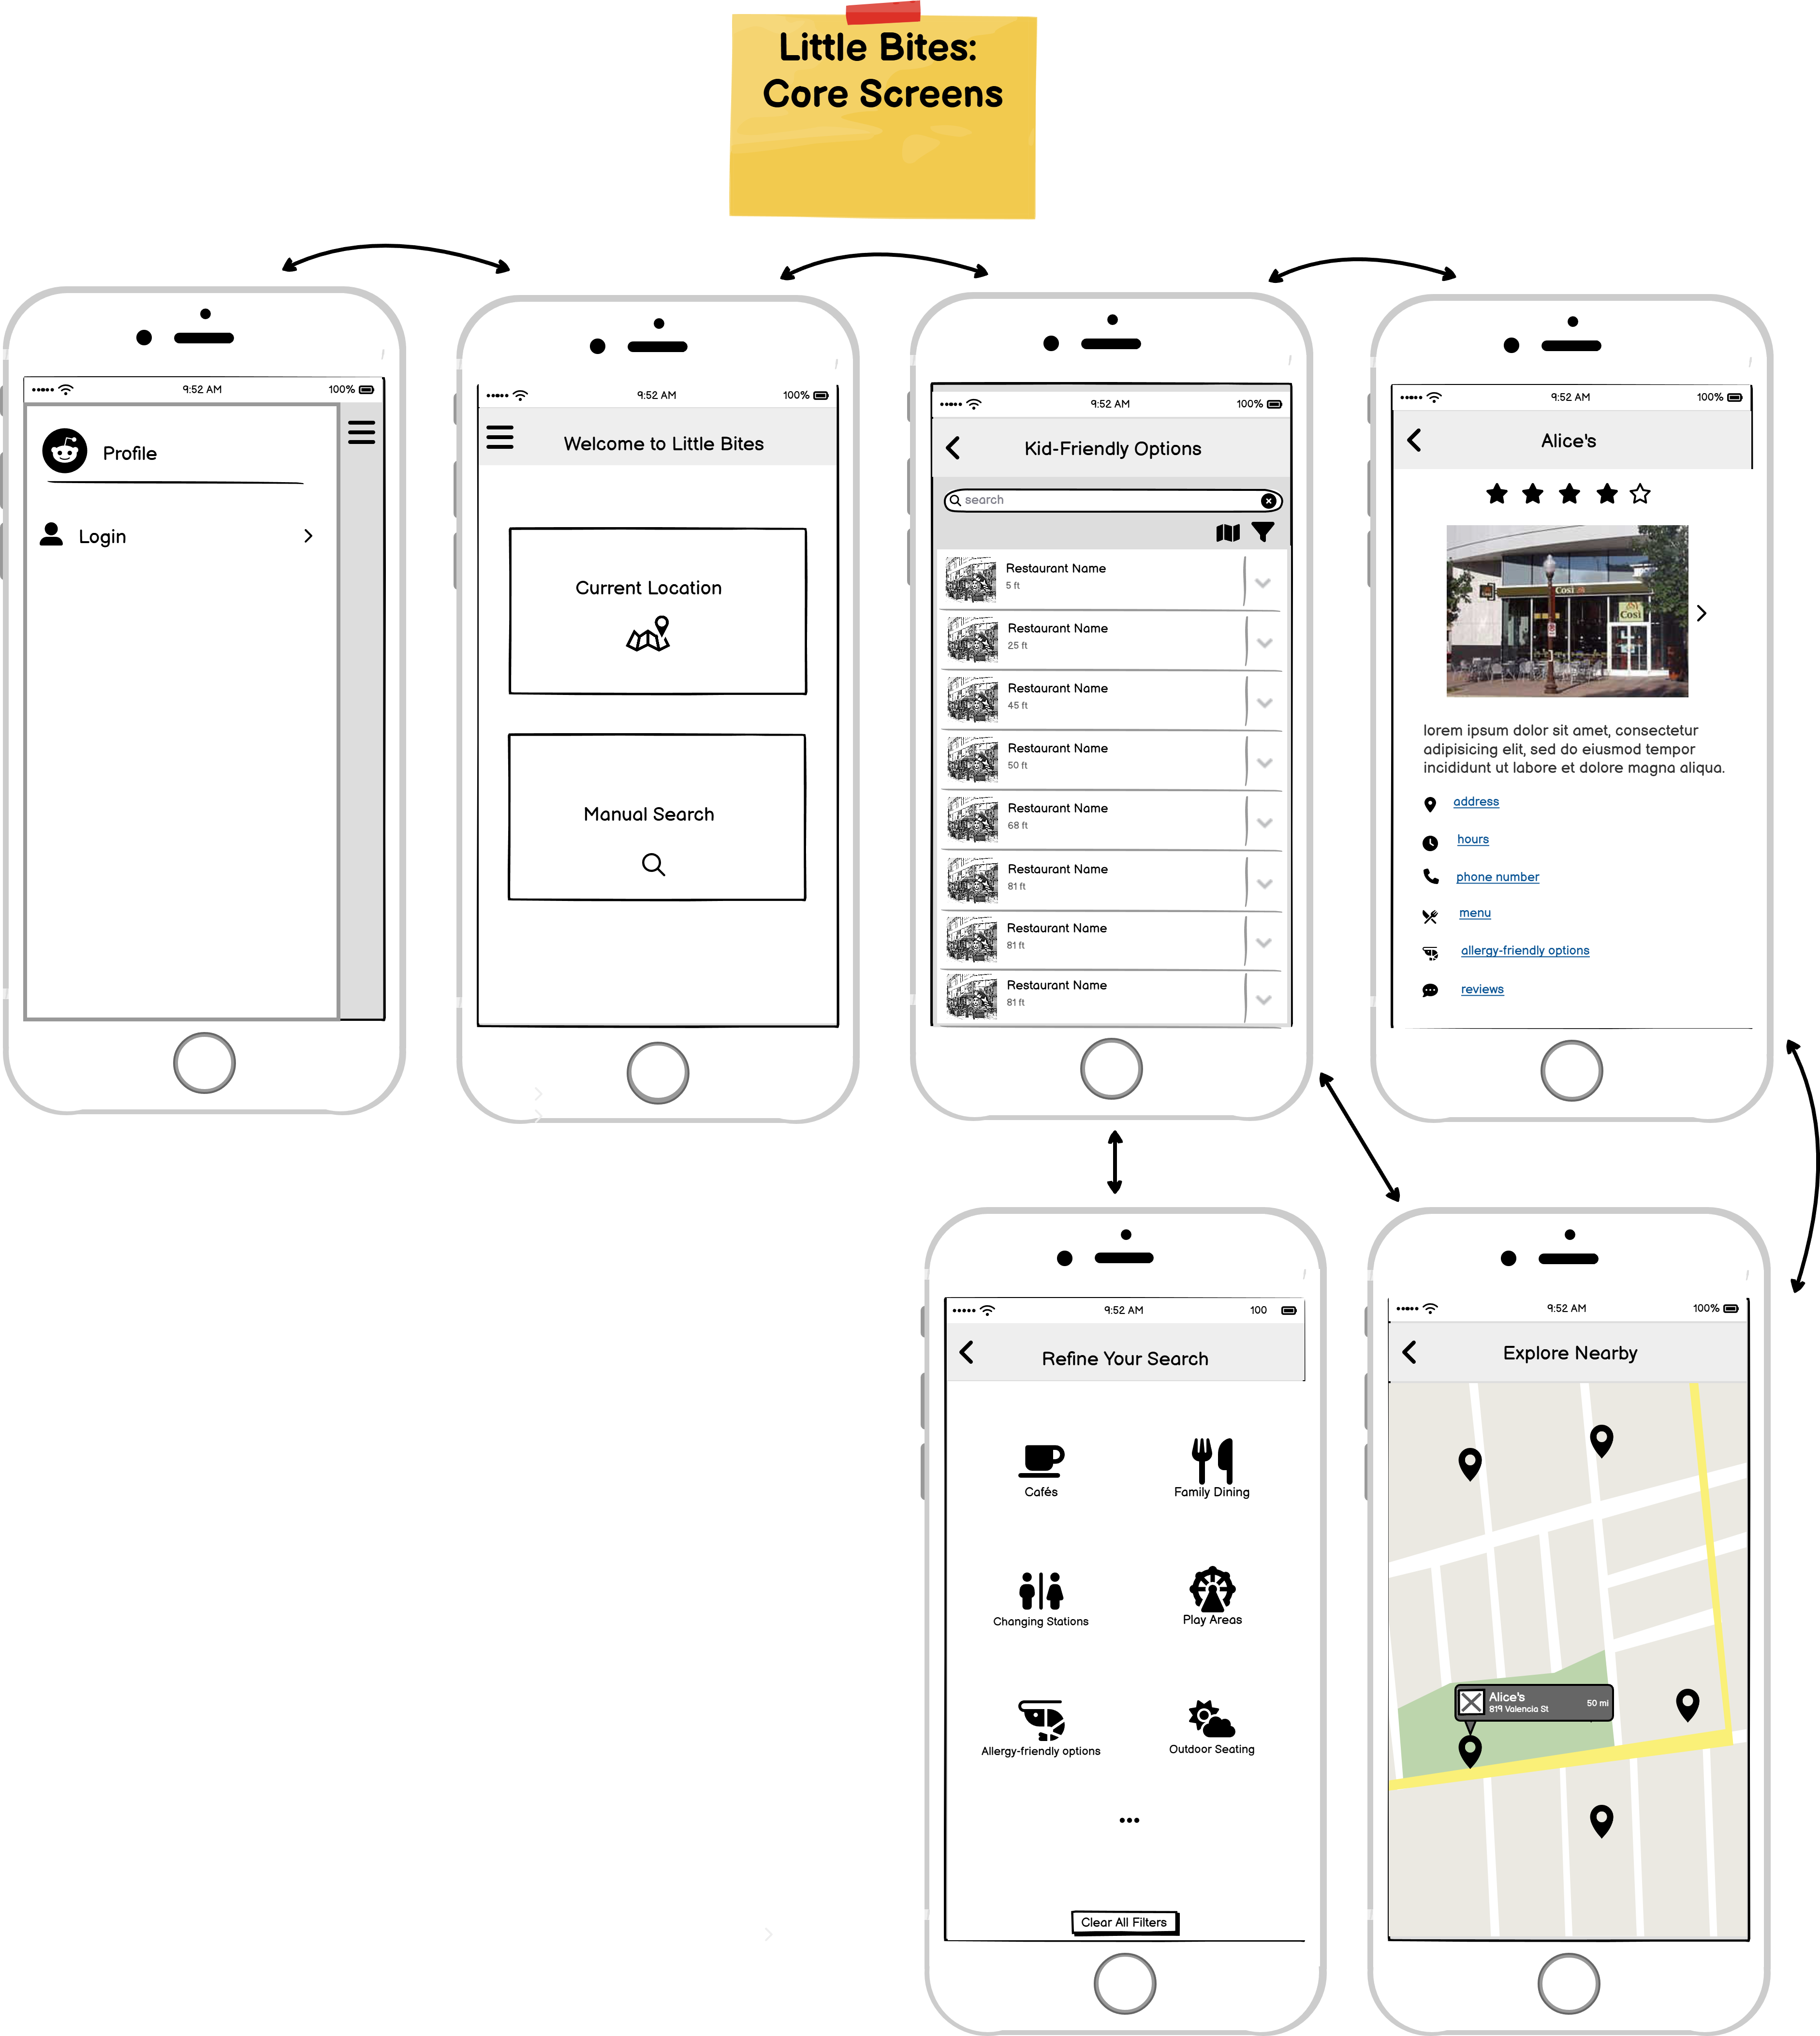 Little Bites:
Core Screens
9:52 AM
100%
Profile
Login
9:52 AM
100%
Welcome to Little Bites
Current Location
Manual Search
9:52 AM
100%
Kid-Friendly Options
search
Restaurant Name
5 ft
Restaurant Name
25 ft
Restaurant Name
45 ft
Restaurant Name
50 ft
Restaurant Name
68 ft
Restaurant Name
81 ft
Restaurant Name
81 ft
Restaurant Name
81 ft
9:52 AM
100%
Alice's
Cosi
Cosi
lorem ipsum dolor sit amet, consectetur
adipisicing elit, sed do eiusmod tempor
incididunt ut labore et dolore magna aliqua.
address
hours
phone number
menu
allergy-friendly options
reviews
9:52 AM
100
Refine Your Search
Cafés
Family Dining
Changing Stations
Play Areas
Allergy-friendly options
Outdoor Seating
...
Clear All Filters
9:52 AM
100%
Explore Nearby
Alice's
819 Valencia St
50 mi